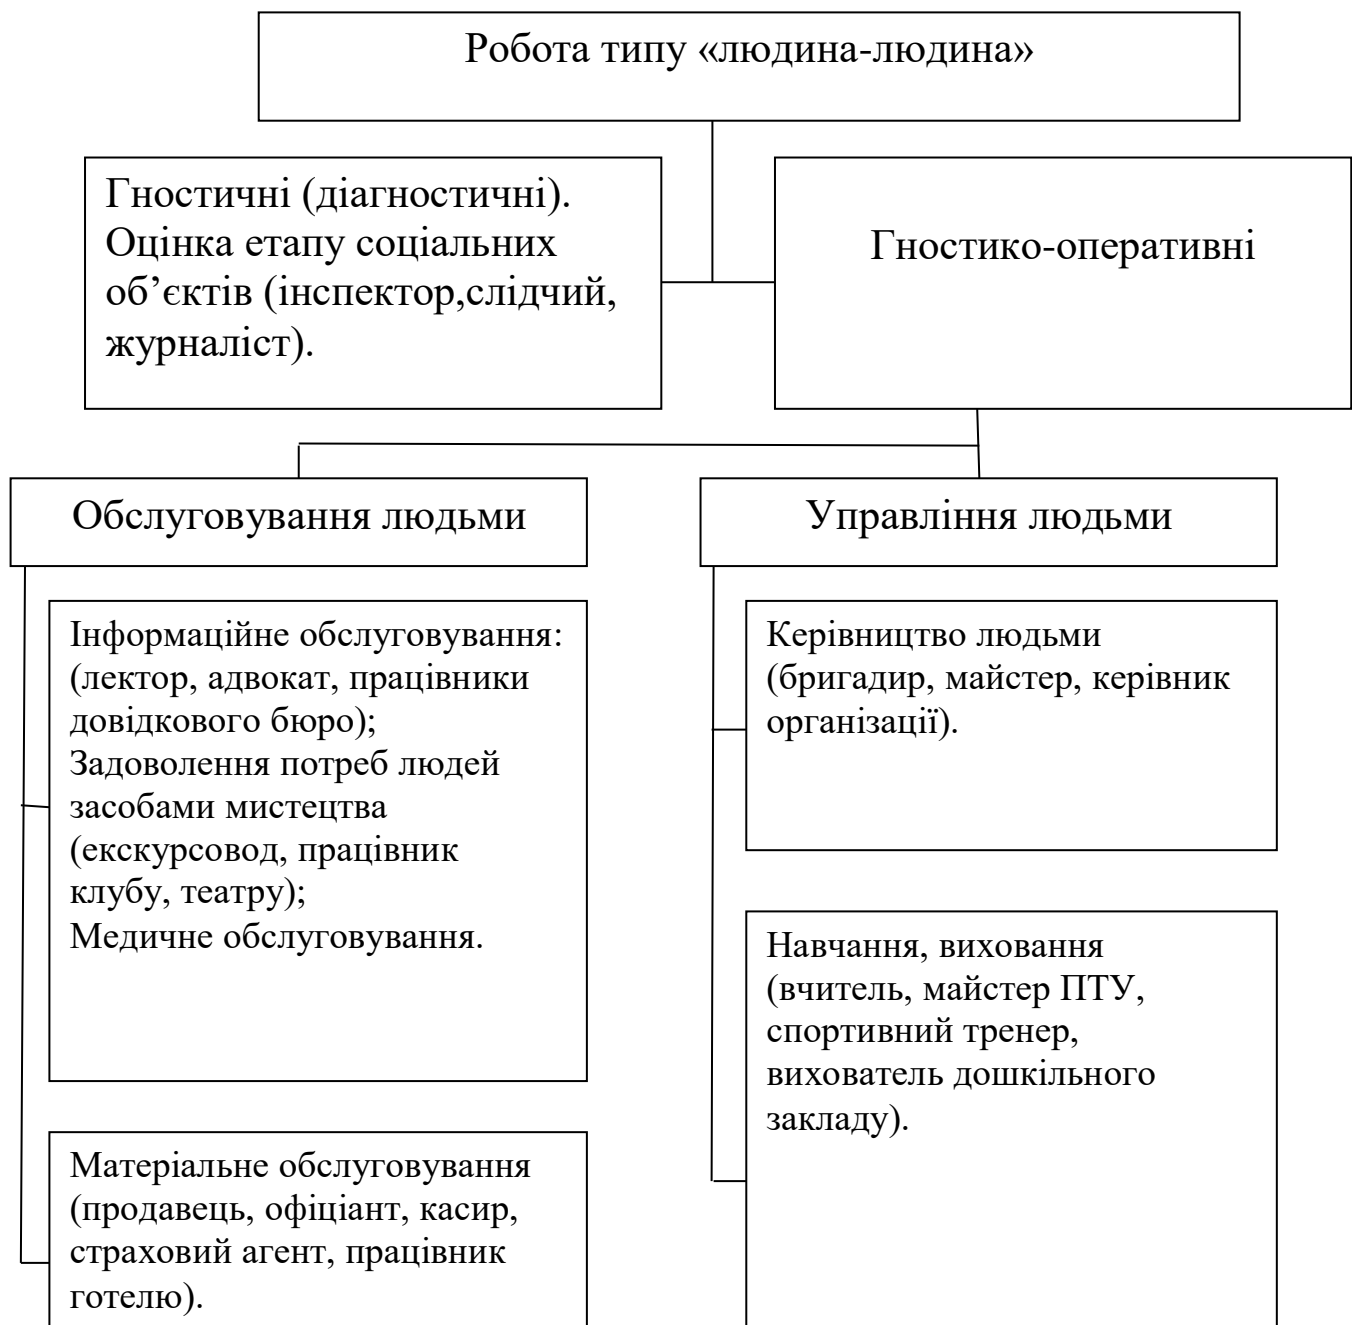 Робота типу «людина-людина»
Гностичні (діагностичні).
Оцінка етапу соціальних
об’єктів (інспектор,слідчий,
журналіст).
Гностико-оперативні
Обслуговування людьми
Управління людьми
Інформаційне обслуговування:
(лектор, адвокат, працівники
довідкового бюро);
Задоволення потреб людей
засобами мистецтва
(екскурсовод, працівник
клубу, театру);
Медичне обслуговування.
Керівництво людьми
(бригадир, майстер, керівник
організації).
Навчання, виховання
(вчитель, майстер ПТУ,
спортивний тренер,
вихователь дошкільного
закладу).
Матеріальне обслуговування
(продавець, офіціант, касир,
страховий агент, працівник
готелю).